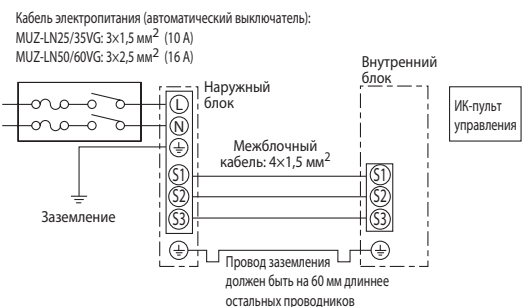 Кабель электропитания (автоматический выключатель):
MUZ-LN25/35VG: 3×1,5 мм² (10 А)
MUZ-LN50/60VG: 3×2,5 мм² (16 А)
Наружный
блок
Внутренний
блок
ИК-пульт
управления
L
N
Межблочный
кабель: 4×1,5 мм²
S1
S2
S3
S1
S2
S3
Заземление
Провод заземления
должен быть на 60 мм длиннее
остальных проводников